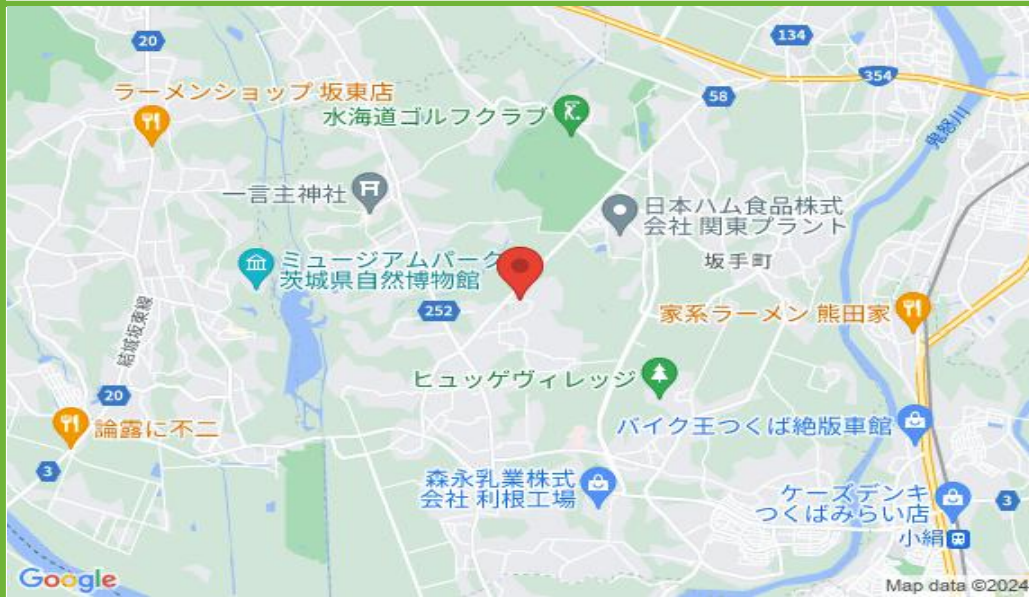 20
134
354
ラーメンショップ 坂東店
58
水海道ゴルフクラブ
鬼怒川
一言主神社
日本ハム食品株式
会社 関東プラント
坂手町
ミュージアムパーク
茨城県自然博物館
252
家系ラーメン 熊田家
結城坂東線
ヒュッゲヴィレッジ
20
論露に不二
バイク王つくば絶版車館
3
森永乳業株式
会社 利根工場
ケーズデンキ
つくばみらい店
3
小絹
Google
Map data ©2024